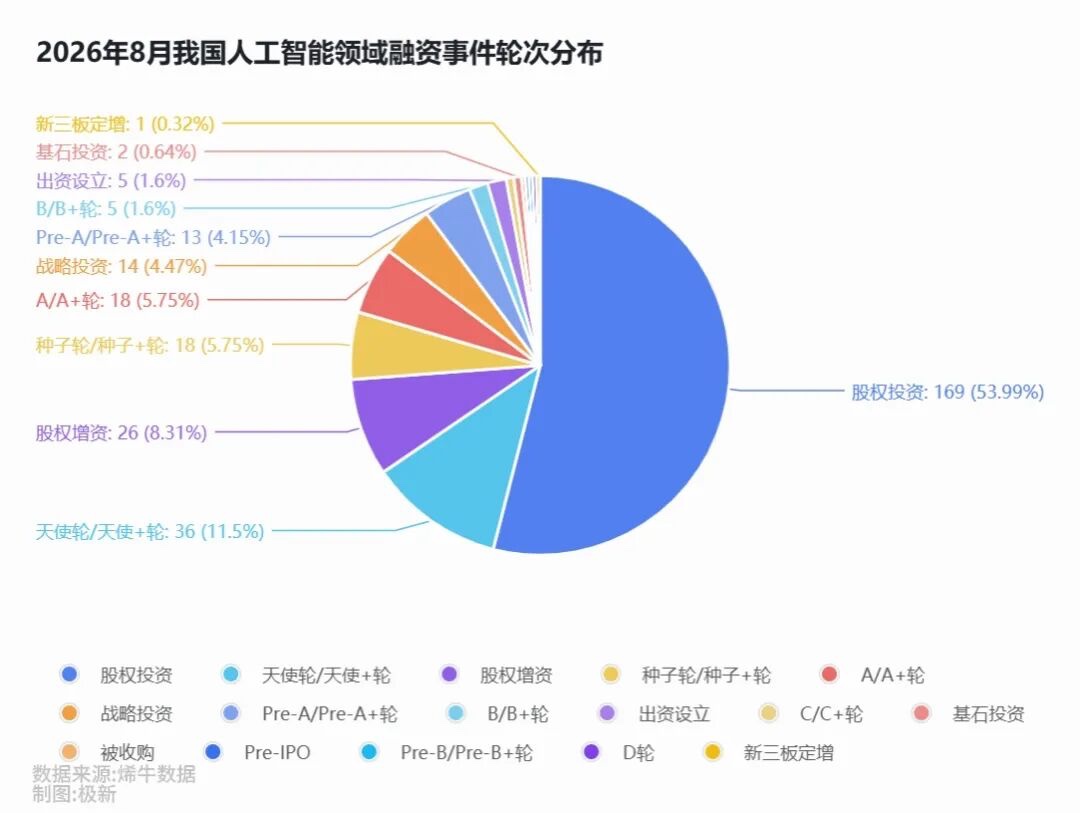 2026年8月我国人工智能领域融资事件轮次分布
新三板定增: 1 (0.32%)
基石投资: 2 (0.64%)
出资设立: 5 (1.6%)
B/B+轮: 5 (1.6%)
Pre-A/Pre-A+轮: 13 (4.15%)
战略投资: 14 (4.47%)
A/A+轮: 18 (5.75%)
种子轮/种子+轮: 18 (5.75%)
股权投资: 169 (53.99%)
股权增资: 26 (8.31%)
天使轮/天使+轮: 36 (11.5%)
股权投资 天使轮/天使+轮 股权增资 种子轮/种子+轮 A/A+轮
战略投资 Pre-A/Pre-A+轮 B/B+轮 出资设立 C/C+轮 基石投资
被收购 Pre-IPO Pre-B/Pre-B+轮 D轮 新三板定增
数据来源:烯牛数据
制图:极新